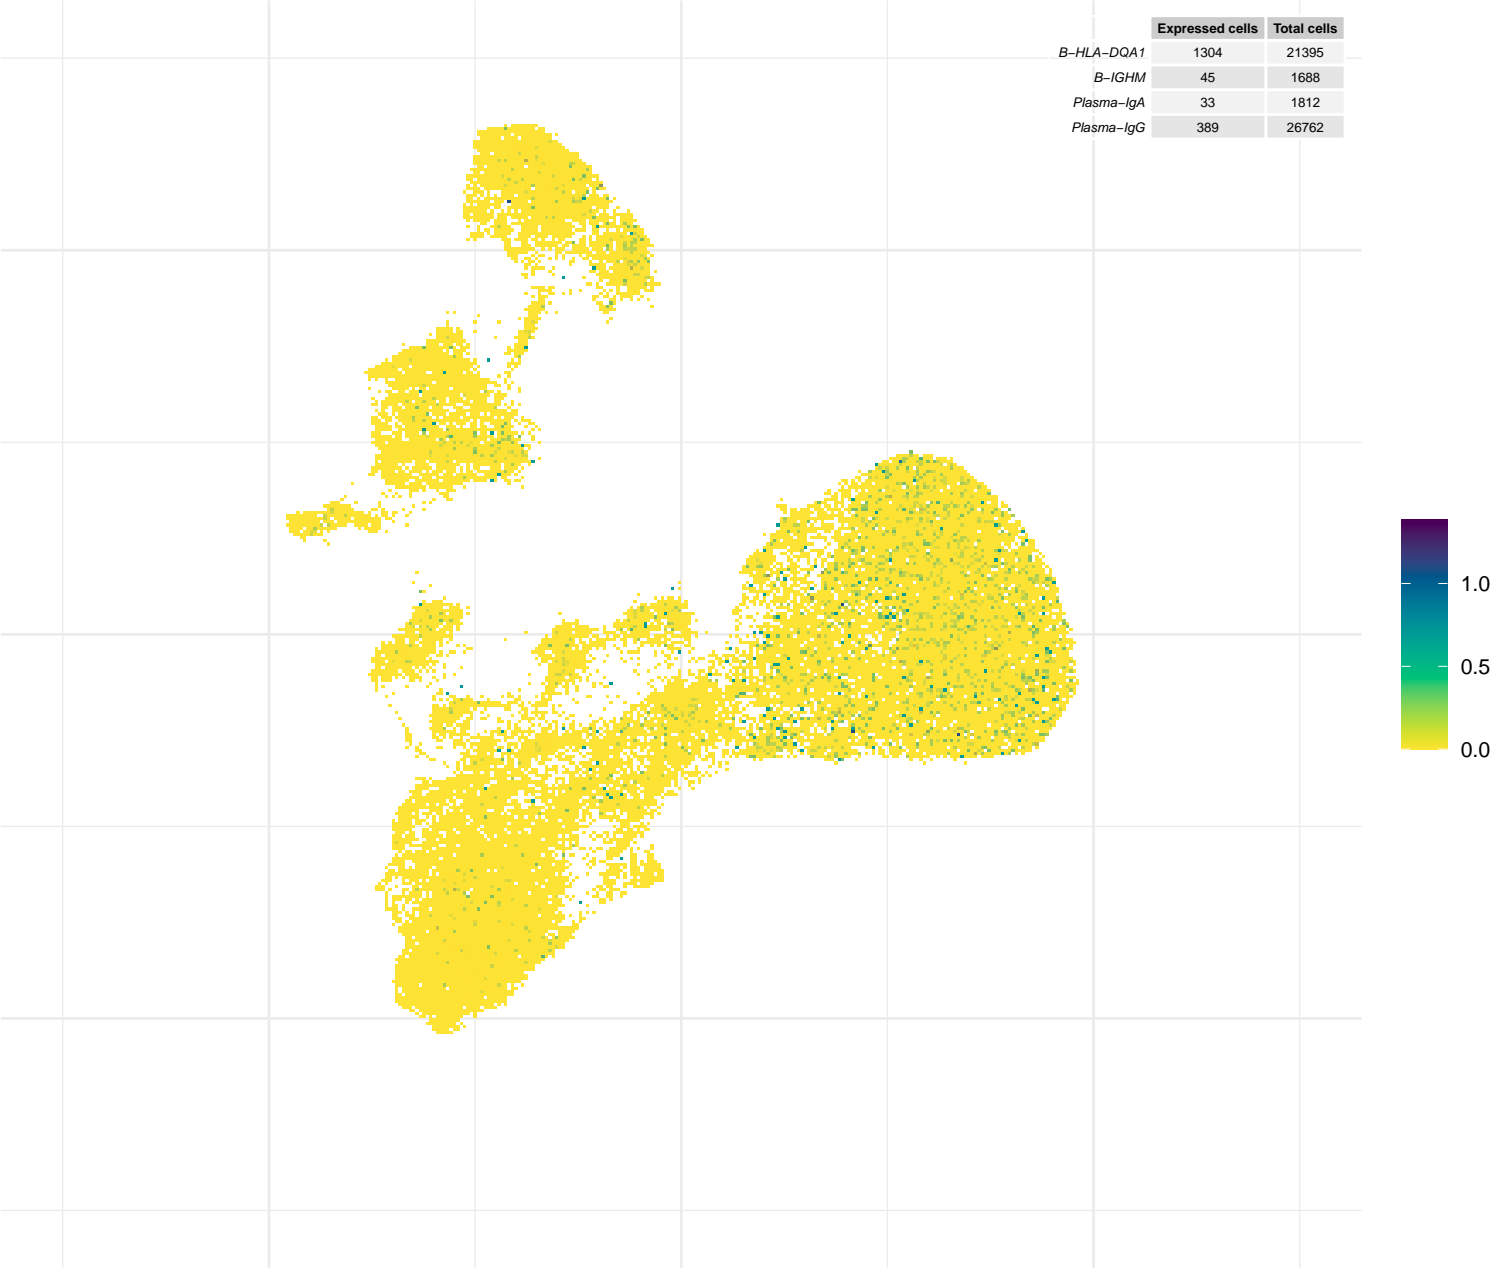 Expressed cells Total cells
B−HLA−DQA1 1304 21395
B−IGHM 45 1688
Plasma−IgA 33 1812
Plasma−IgG 389 26762
1.0
0.5
0.0